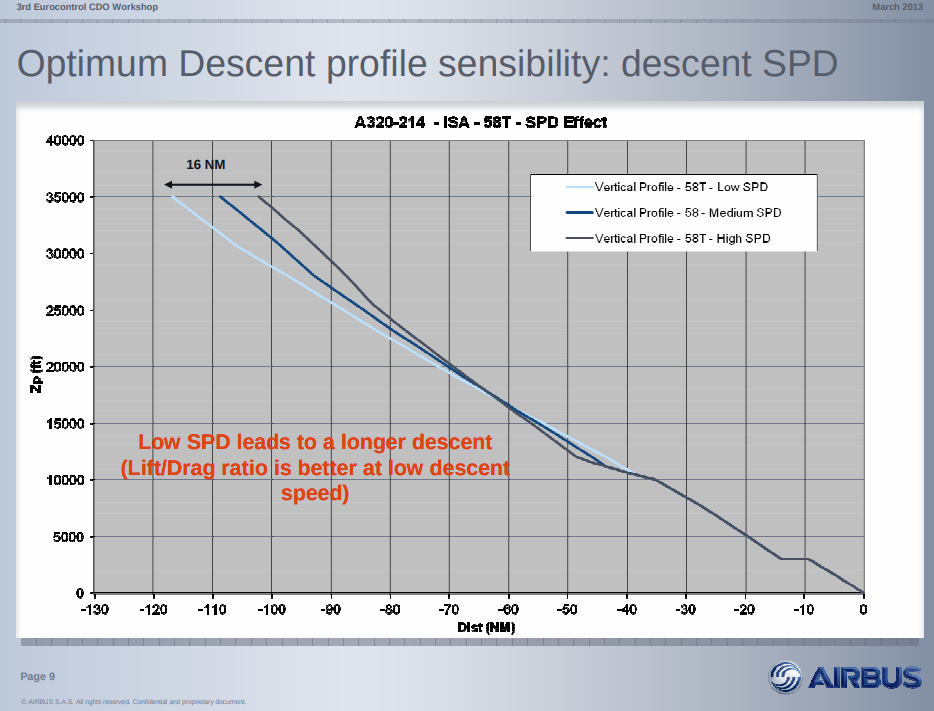 3rd Eurocontrol CDO Workshop
March 2013
Optimum Descent profile sensibility: descent SPD
A320-214 - ISA - 58T - SPD Effect
40000
35000
30000
25000
20000
15000
10000
5000
0
Zp (ft)
16 NM
Vertical Profile - 58T - Low SPD
Vertical Profile - 58 - Medium SPD
Vertical Profile - 58T - High SPD
Low SPD leads to a longer descent
(Lift/Drag ratio is better at low descent
speed)
-130 -120 -110 -100 -90 -80 -70 -60 -50 -40 -30 -20 -10 0
Dist (NM)
Page 9
AIRBUS
© AIRBUS S.A.S. All rights reserved. Confidential and proprietary document.